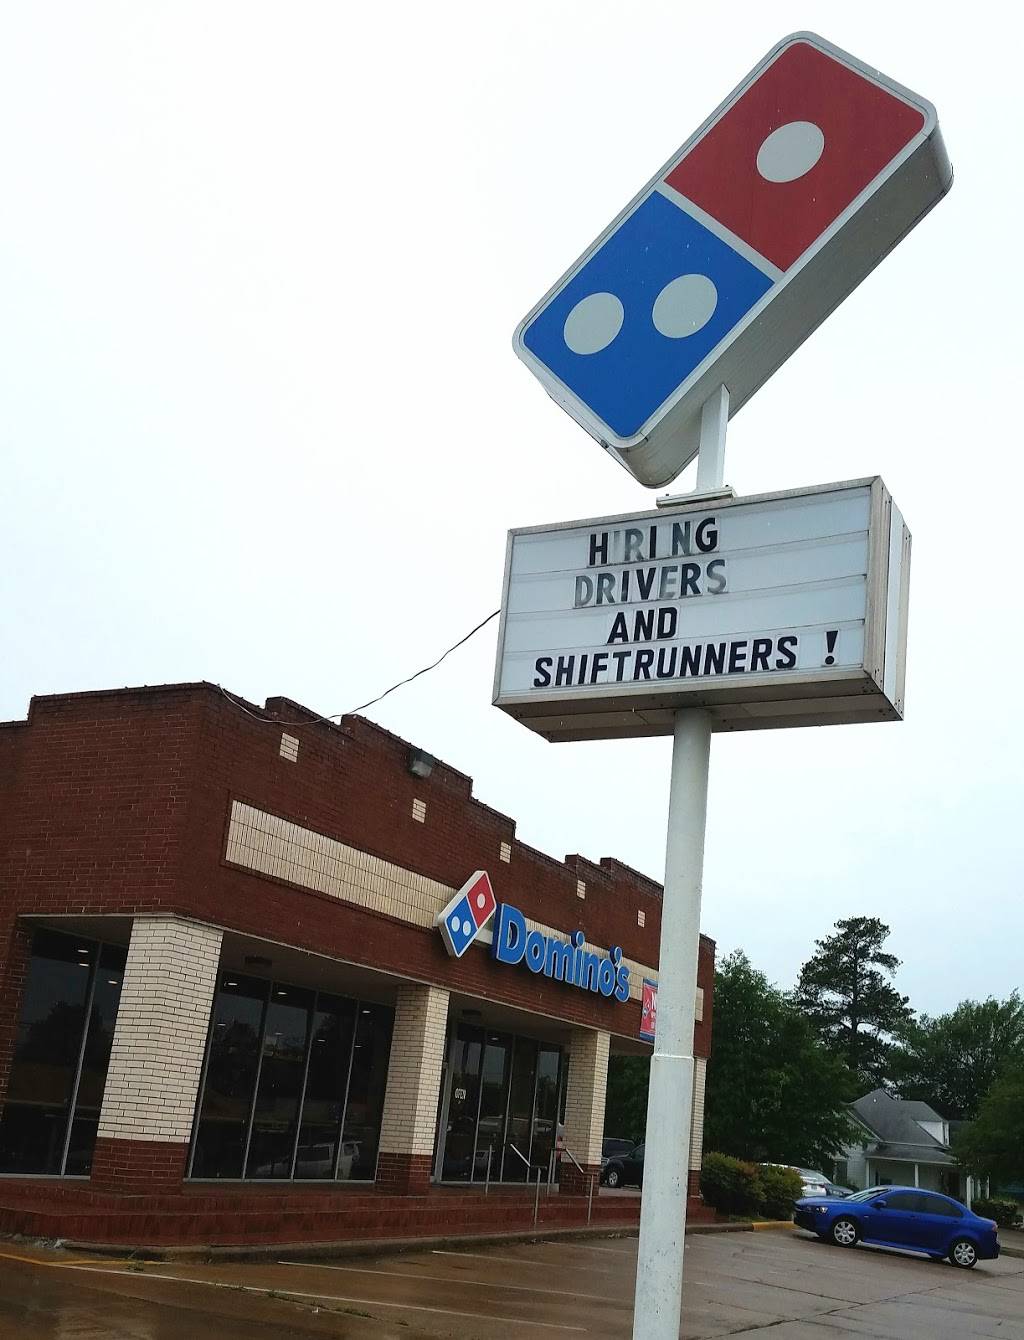 HIRING
DRIVERS
AND
SHIFTRUNNERS !
Domino's